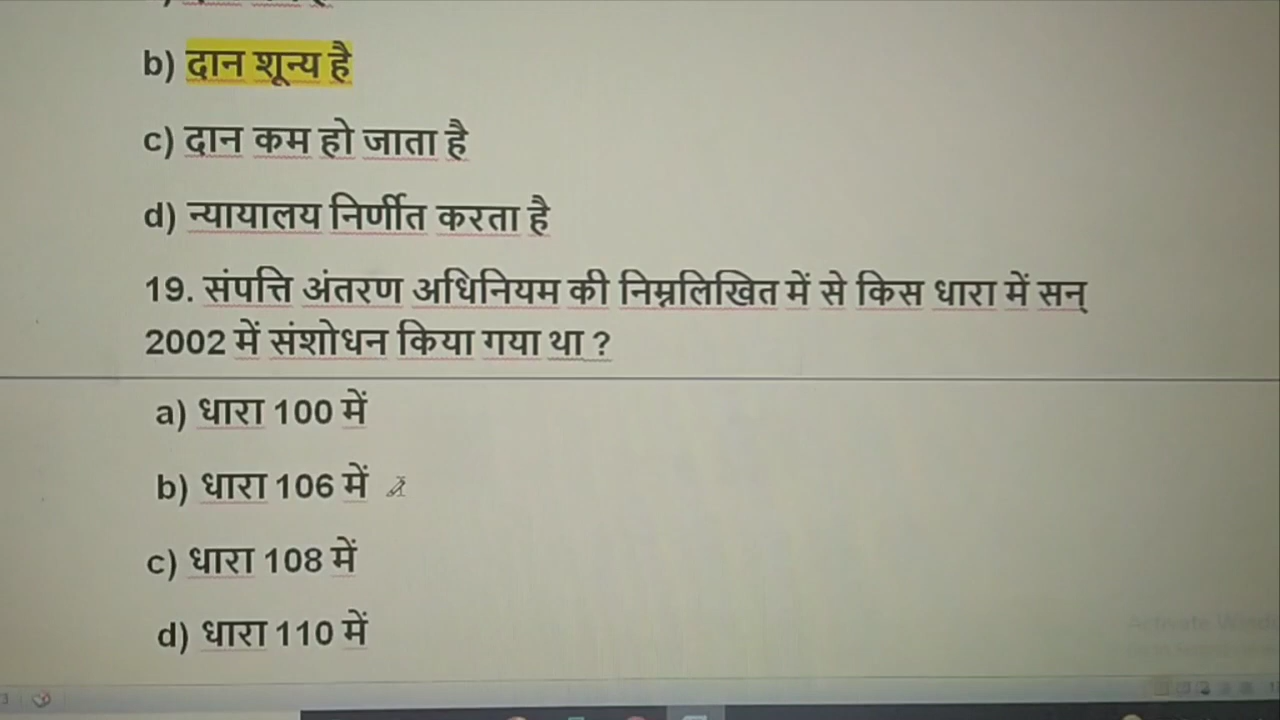 b) दान शून्य है
c) दान कम हो जाता है
d) न्यायालय निर्णीत करता है
19. संपत्ति अंतरण अधिनियम की निम्नलिखित में से किस धारा में सन्
2002 में संशोधन किया गया था ?
a) धारा 100 में
b) धारा 106 में
c) धारा 108 में
d) धारा 110 में